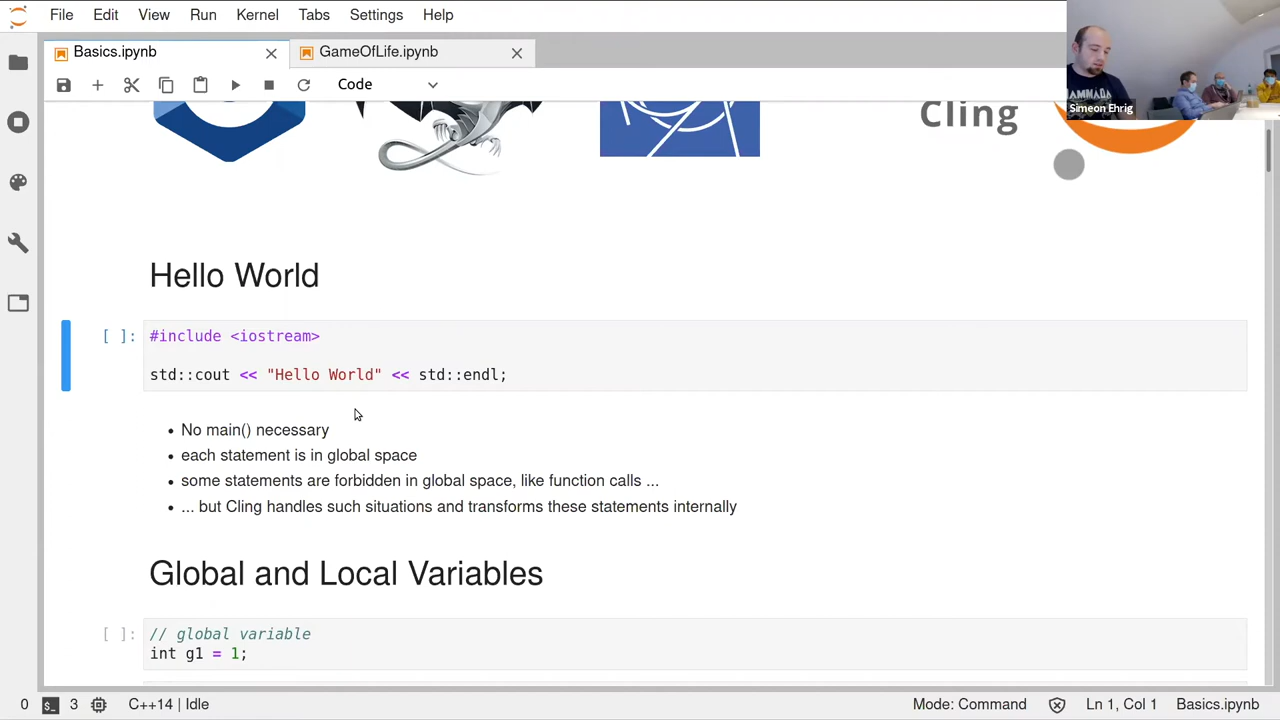 File Edit View Run Kernel Tabs Settings Help
Basics.ipynb GameOfLife.ipynb
Code
Cling
Simeon Ehrig
Hello World
[ ]: #include <iostream>
std::cout << "Hello World" << std::endl;
• No main() necessary
• each statement is in global space
• some statements are forbidden in global space, like function calls ...
• ... but Cling handles such situations and transforms these statements internally
Global and Local Variables
[ ]: // global variable
int g1 = 1;
0 3 C++14 | Idle Mode: Command Ln 1, Col 1 Basics.ipynb